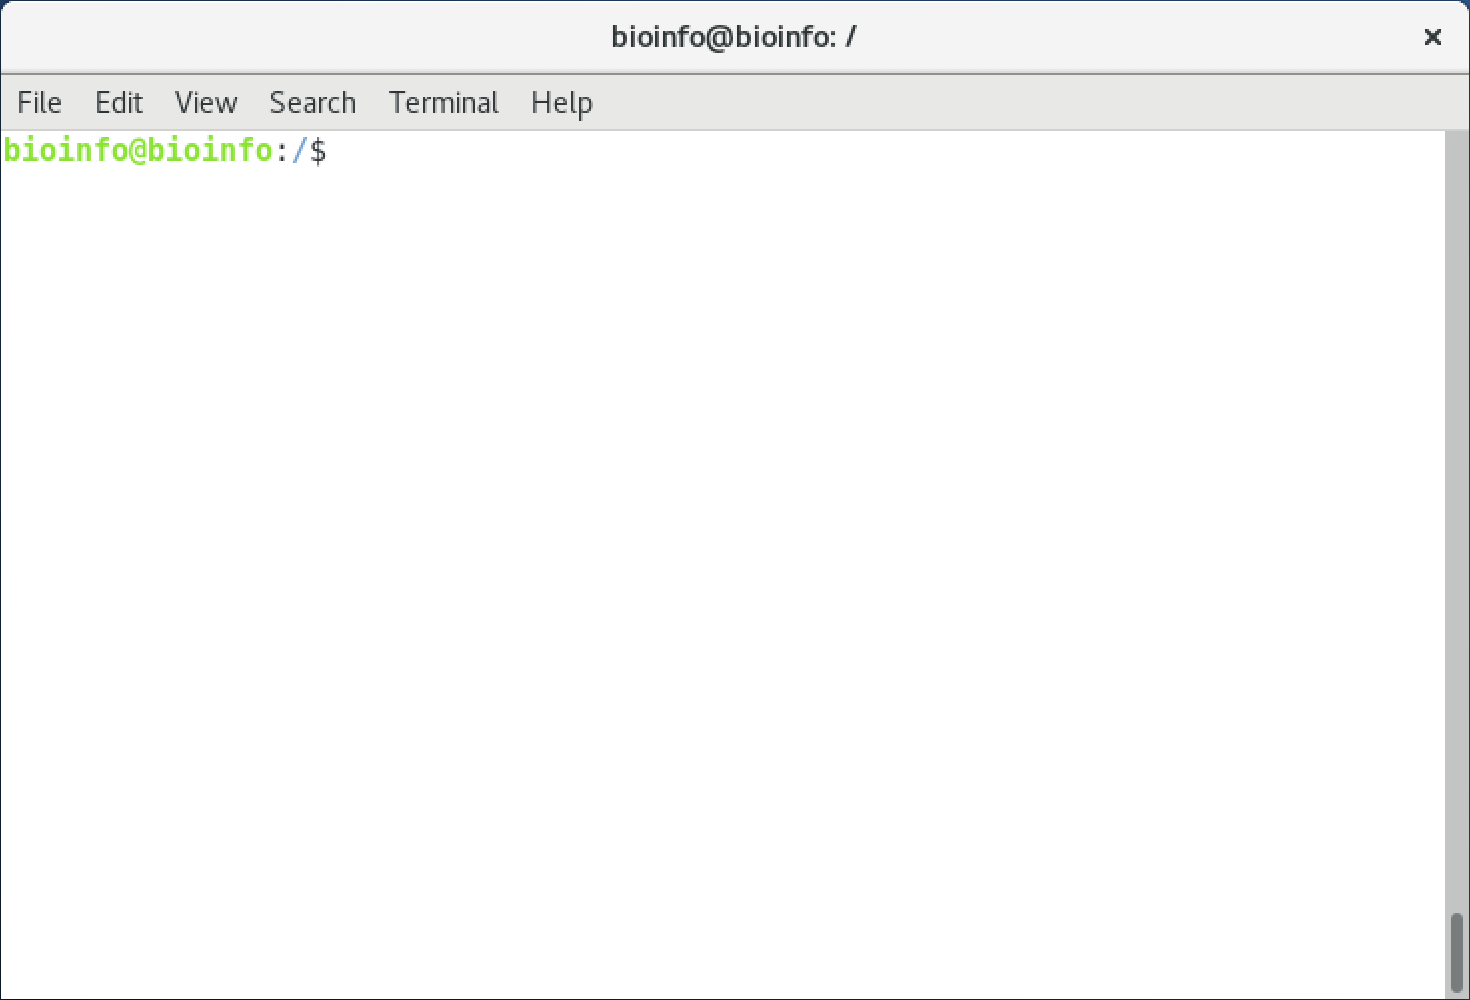 bioinfo@bioinfo: /
File Edit View Search Terminal Help
bioinfo@bioinfo:/$